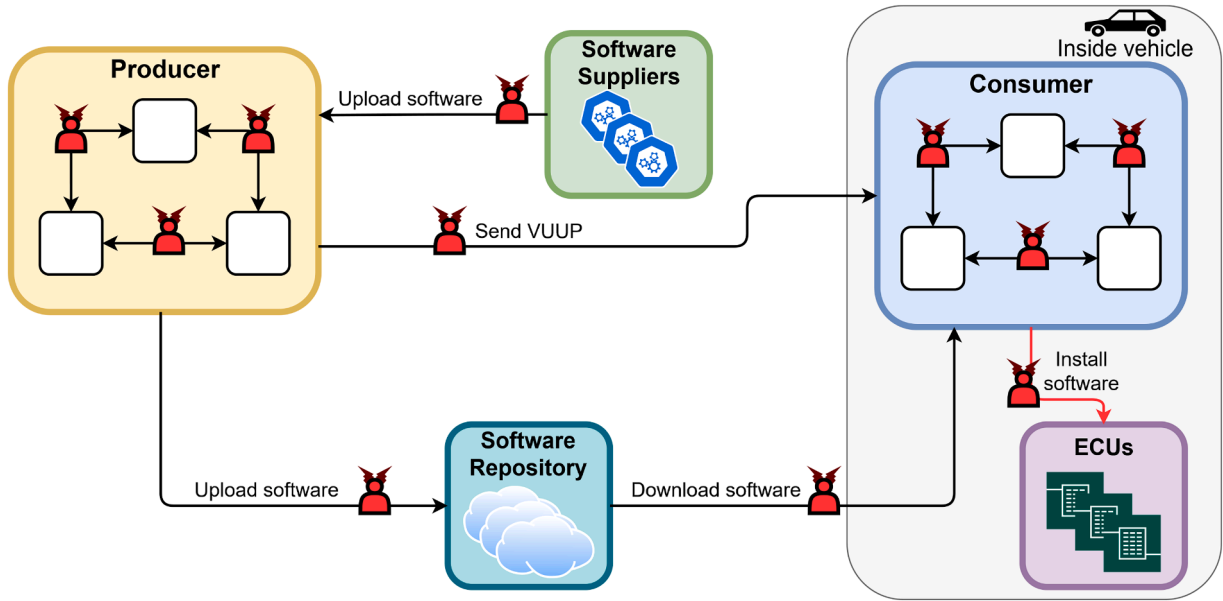 Inside vehicle
Producer
Software
Suppliers
Upload software
Consumer
Send VUUP
Install
software
Software
Repository
Upload software
Download software
ECUs